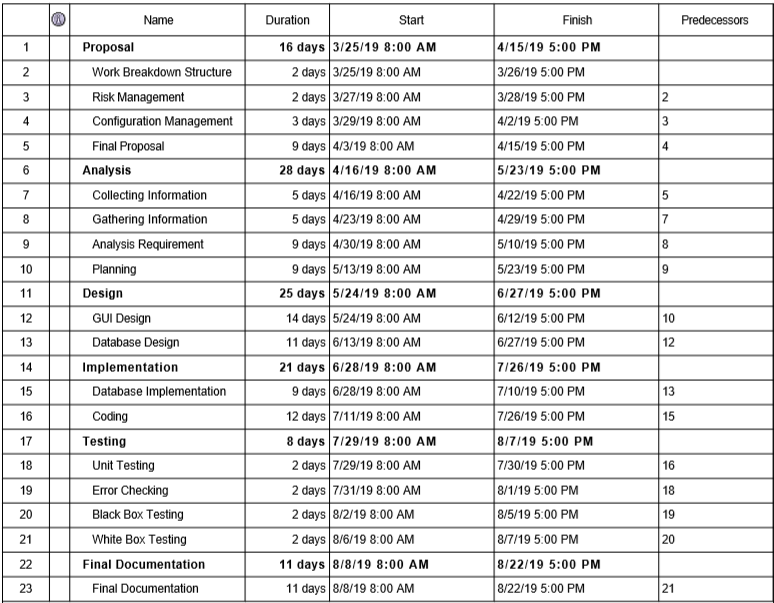 Name Duration Start Finish Predecessors
1 Proposal 16 days 3/25/19 8:00 AM 4/15/19 5:00 PM
2 Work Breakdown Structure 2 days 3/25/19 8:00 AM 3/26/19 5:00 PM
3 Risk Management 2 days 3/27/19 8:00 AM 3/28/19 5:00 PM 2
4 Configuration Management 3 days 3/29/19 8:00 AM 4/2/19 5:00 PM 3
5 Final Proposal 9 days 4/3/19 8:00 AM 4/15/19 5:00 PM 4
6 Analysis 28 days 4/16/19 8:00 AM 5/23/19 5:00 PM
7 Collecting Information 5 days 4/16/19 8:00 AM 4/22/19 5:00 PM 5
8 Gathering Information 5 days 4/23/19 8:00 AM 4/29/19 5:00 PM 7
9 Analysis Requirement 9 days 4/30/19 8:00 AM 5/10/19 5:00 PM 8
10 Planning 9 days 5/13/19 8:00 AM 5/23/19 5:00 PM 9
11 Design 25 days 5/24/19 8:00 AM 6/27/19 5:00 PM
12 GUI Design 14 days 5/24/19 8:00 AM 6/12/19 5:00 PM 10
13 Database Design 11 days 6/13/19 8:00 AM 6/27/19 5:00 PM 12
14 Implementation 21 days 6/28/19 8:00 AM 7/26/19 5:00 PM
15 Database Implementation 9 days 6/28/19 8:00 AM 7/10/19 5:00 PM 13
16 Coding 12 days 7/11/19 8:00 AM 7/26/19 5:00 PM 15
17 Testing 8 days 7/29/19 8:00 AM 8/7/19 5:00 PM
18 Unit Testing 2 days 7/29/19 8:00 AM 7/30/19 5:00 PM 16
19 Error Checking 2 days 7/31/19 8:00 AM 8/1/19 5:00 PM 18
20 Black Box Testing 2 days 8/2/19 8:00 AM 8/5/19 5:00 PM 19
21 White Box Testing 2 days 8/6/19 8:00 AM 8/7/19 5:00 PM 20
22 Final Documentation 11 days 8/8/19 8:00 AM 8/22/19 5:00 PM
23 Final Documentation 11 days 8/8/19 8:00 AM 8/22/19 5:00 PM 21